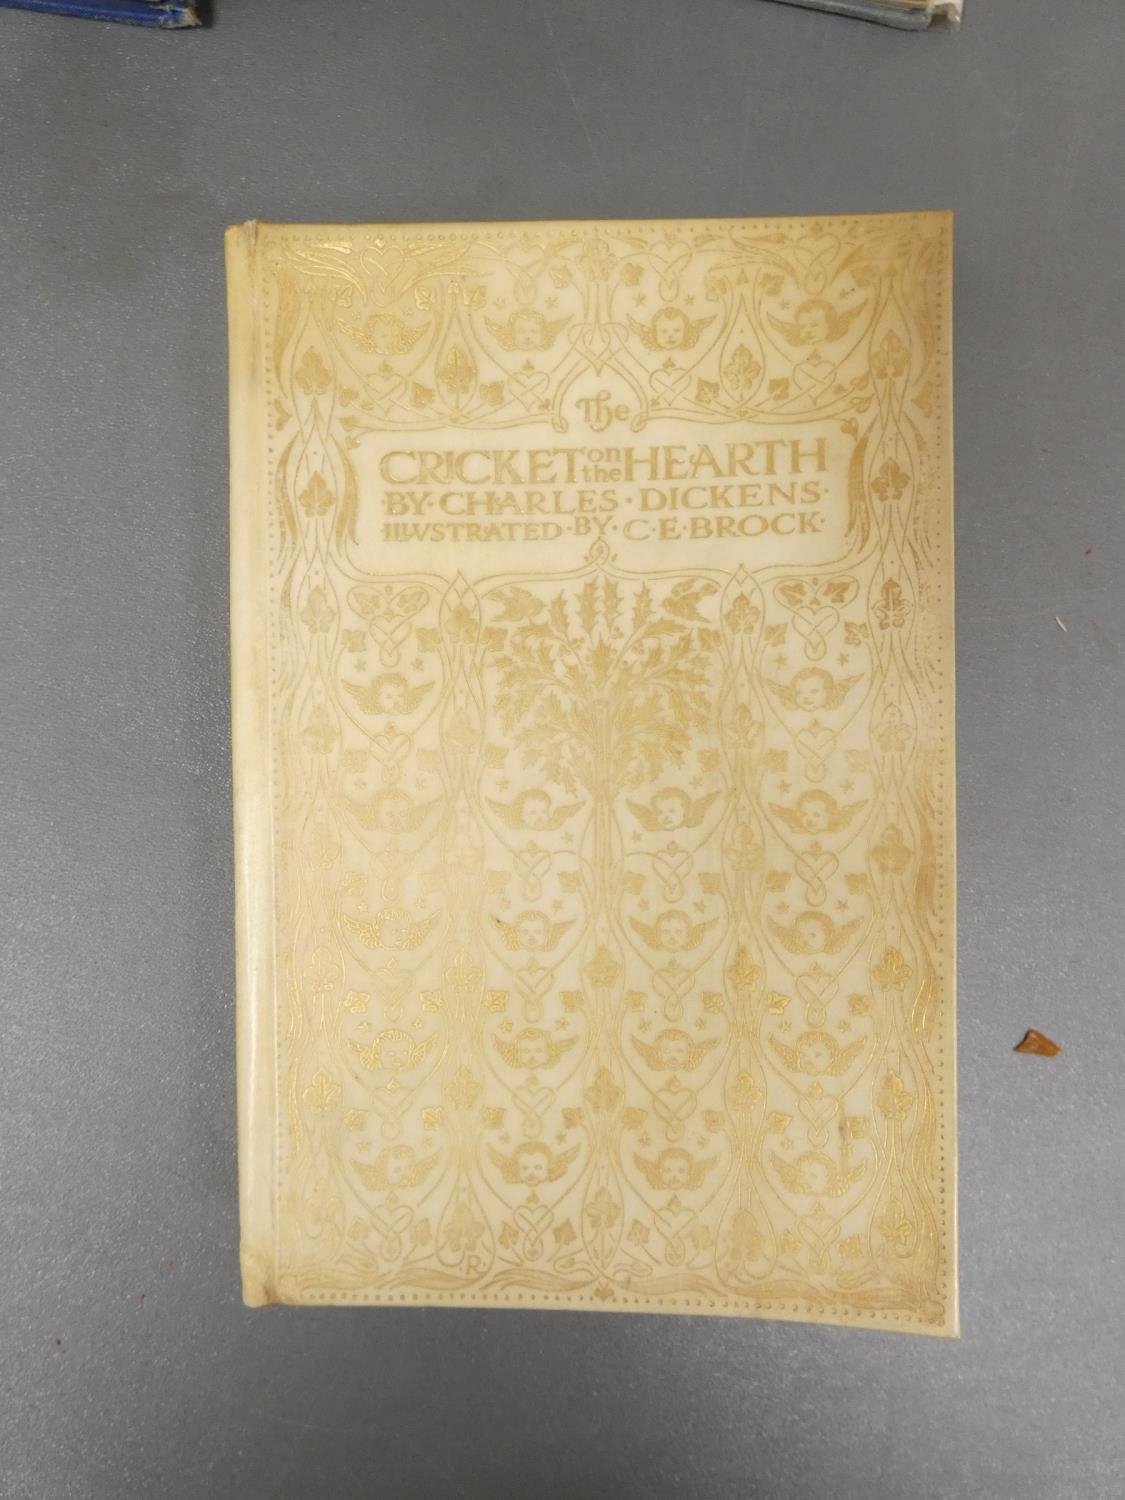 The
CRICKET on the HEARTH
BY · CHARLES · DICKENS ·
ILLVSTRATED · BY · C · E · BROCK ·
· R ·